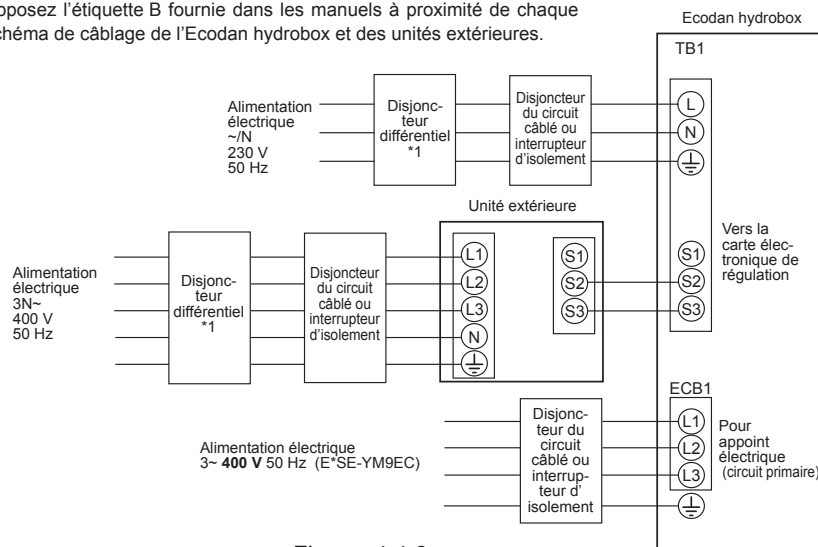 pposez l'étiquette B fournie dans les manuels à proximité de chaque
chéma de câblage de l'Ecodan hydrobox et des unités extérieures.
Ecodan hydrobox
TB1
Alimentation
électrique
~/N
230 V
50 Hz
Disjonc-
teur
différentiel
*1
Disjoncteur
du circuit
câblé ou
interrupteur
d'isolement
L
N
Unité extérieure
Alimentation
électrique
3N~
400 V
50 Hz
Disjonc-
teur
différentiel
*1
Disjoncteur
du circuit
câblé ou
interrupteur
d'isolement
L1
L2
L3
N
S1
S2
S3
S1
S2
S3
Vers la
carte élec-
tronique de
régulation
ECB1
Alimentation électrique
3~ 400 V 50 Hz (E*SE-YM9EC)
Disjonc-
teur du
circuit
câblé ou
interrup-
teur d'
isolement
L1
L2
L3
Pour
appoint
électrique
(circuit primaire)